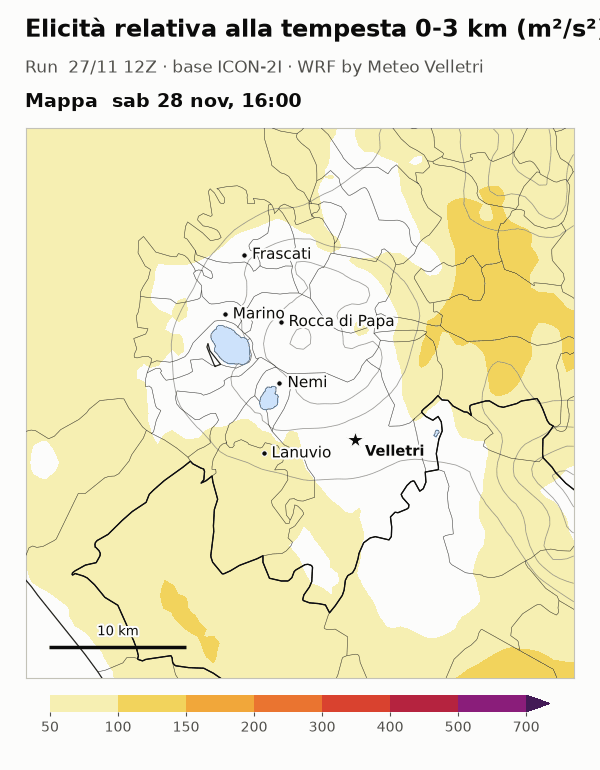 Elicità relativa alla tempesta 0-3 km (m²/s²)
Run 27/11 12Z · base ICON-2I · WRF by Meteo Velletri
Mappa sab 28 nov, 16:00
Frascati
Marino
Rocca di Papa
Nemi
Lanuvio
Velletri
10 km
50 100 150 200 300 400 500 700